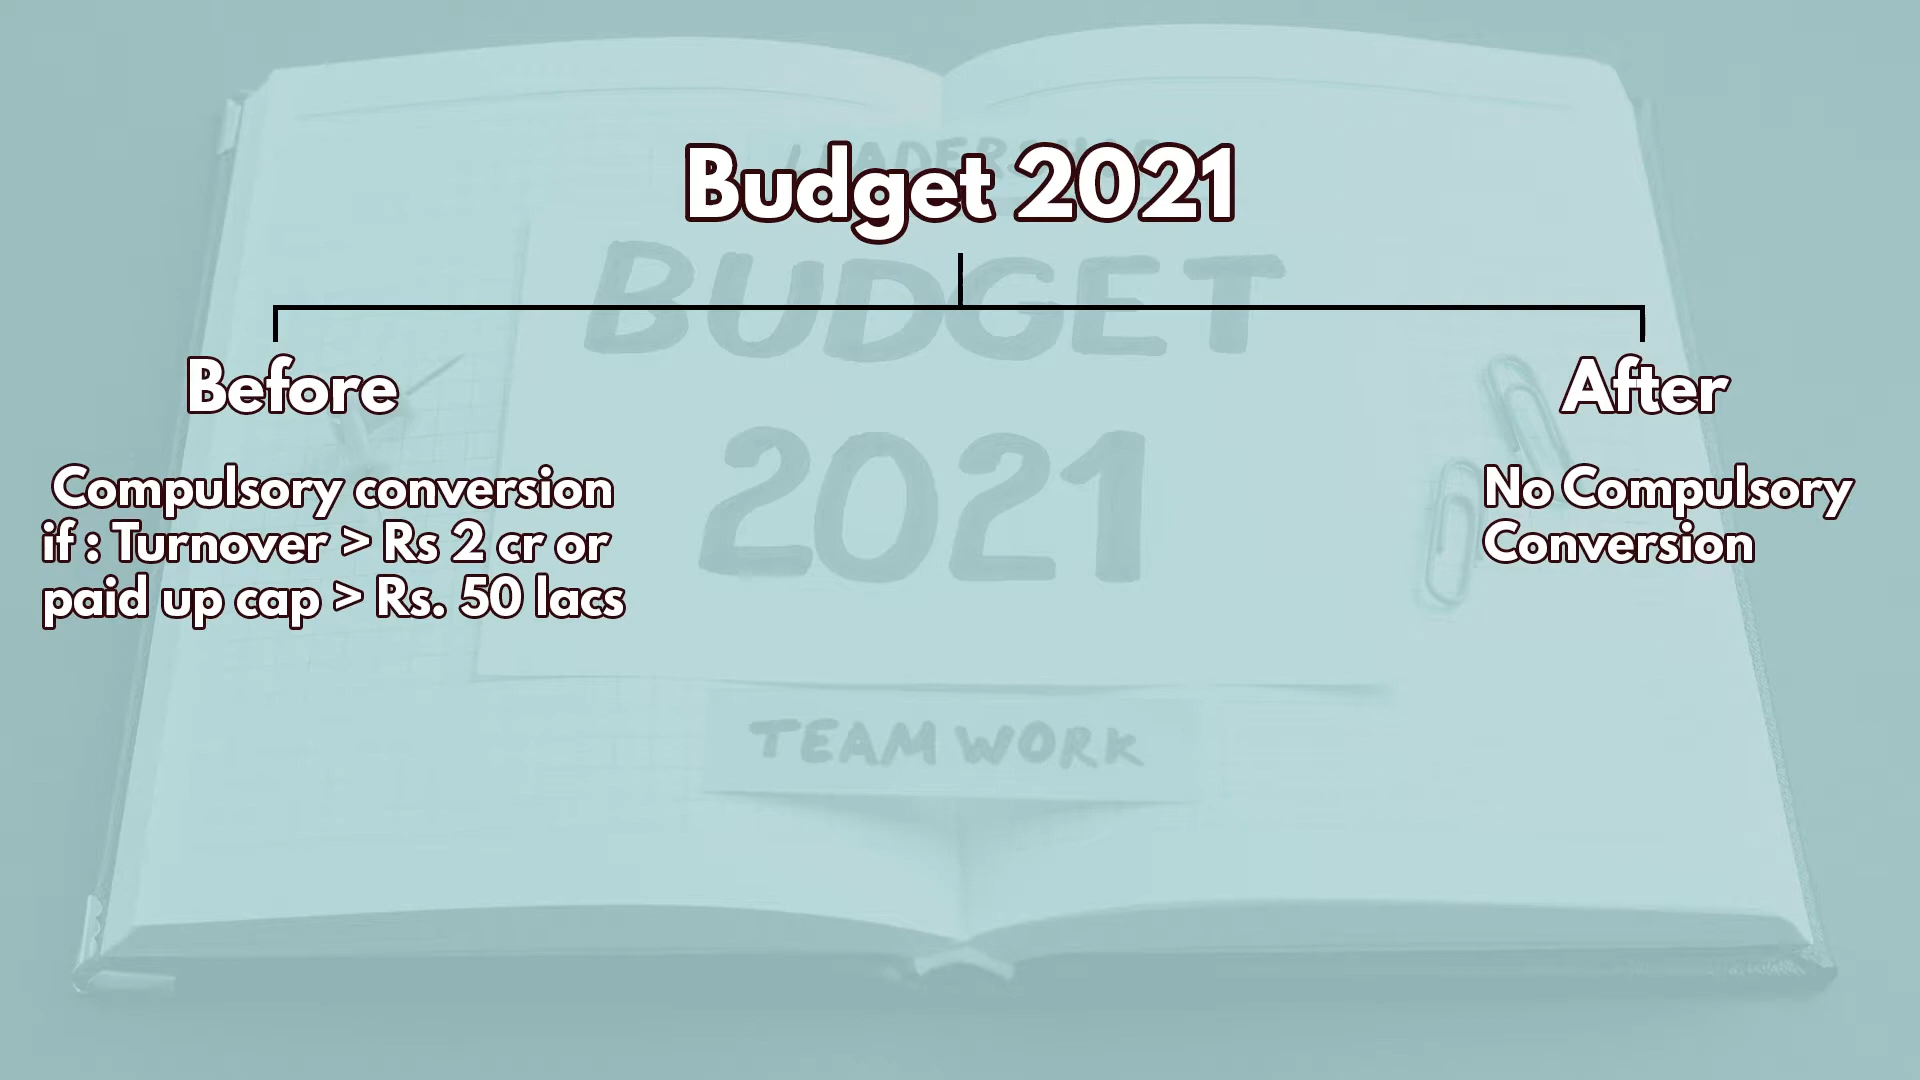 Budget 2021
BUDGET
2021
Before
After
Compulsory conversion
if : Turnover > Rs 2 cr or
paid up cap > Rs. 50 lacs
No Compulsory
Conversion
TEAM WORK